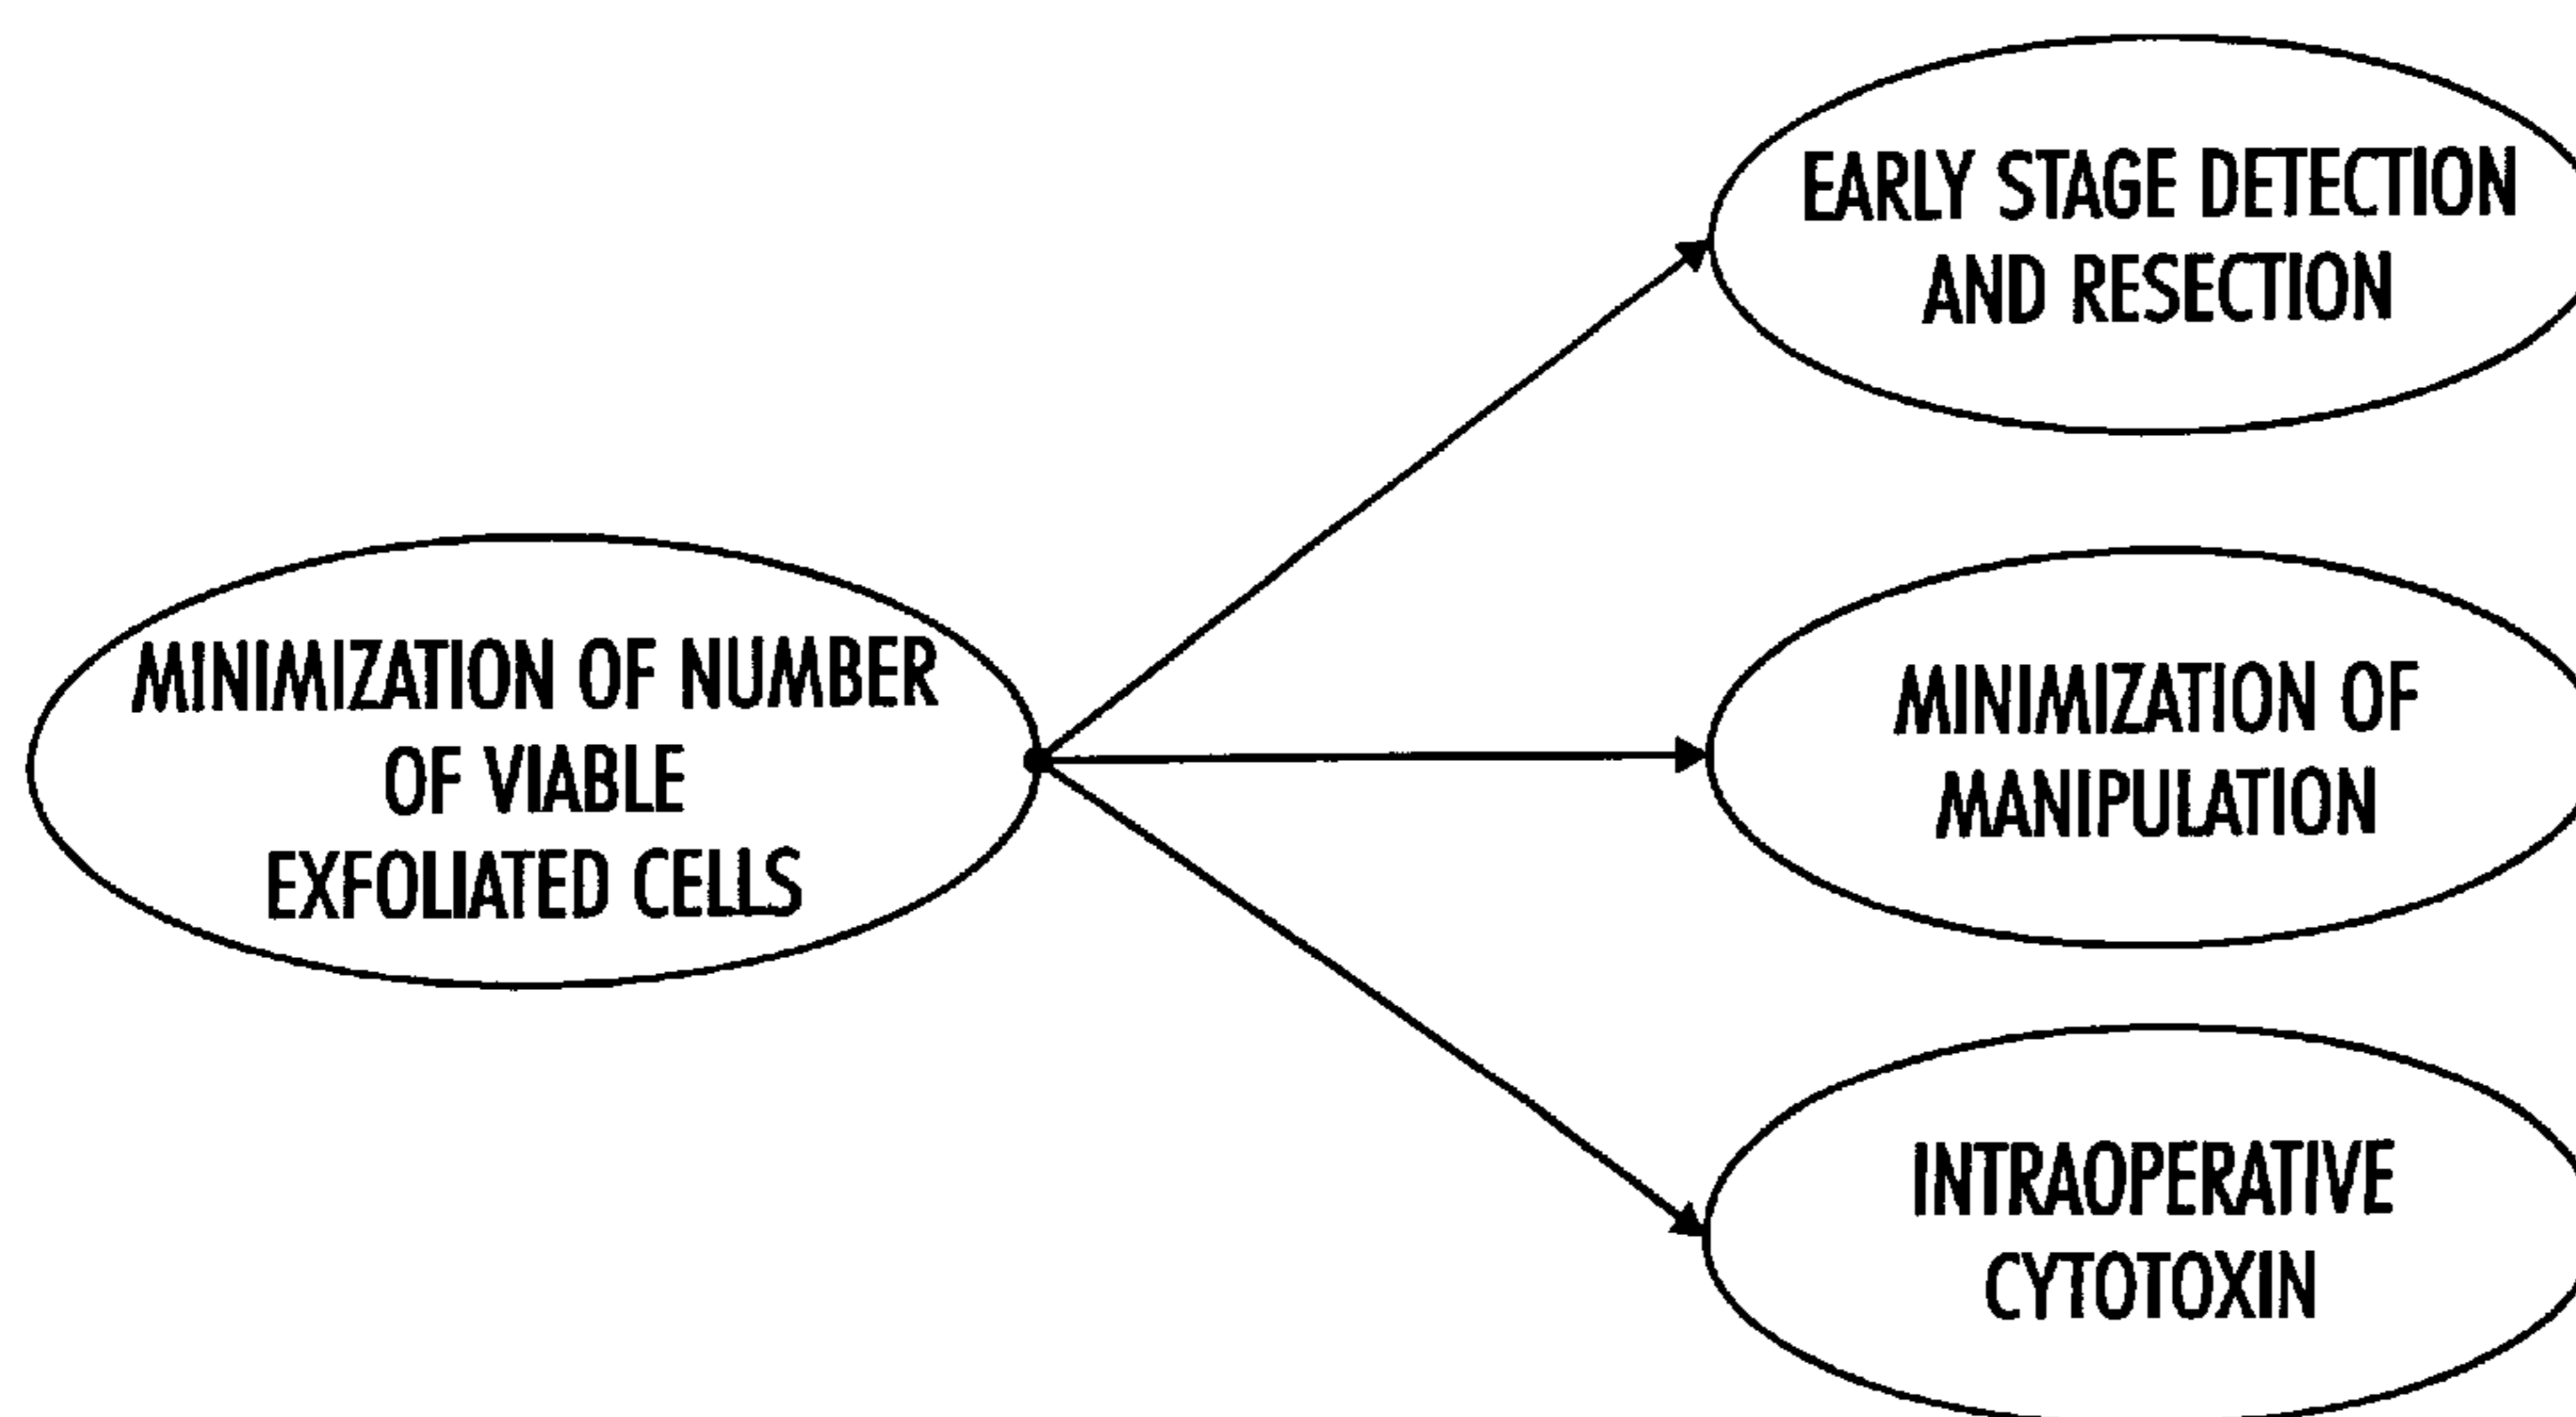 EARLY STAGE DETECTION
AND RESECTION
MINIMIZATION OF NUMBER
OF VIABLE
EXFOLIATED CELLS
MINIMIZATION OF
MANIPULATION
INTRAOPERATIVE
CYTOTOXIN